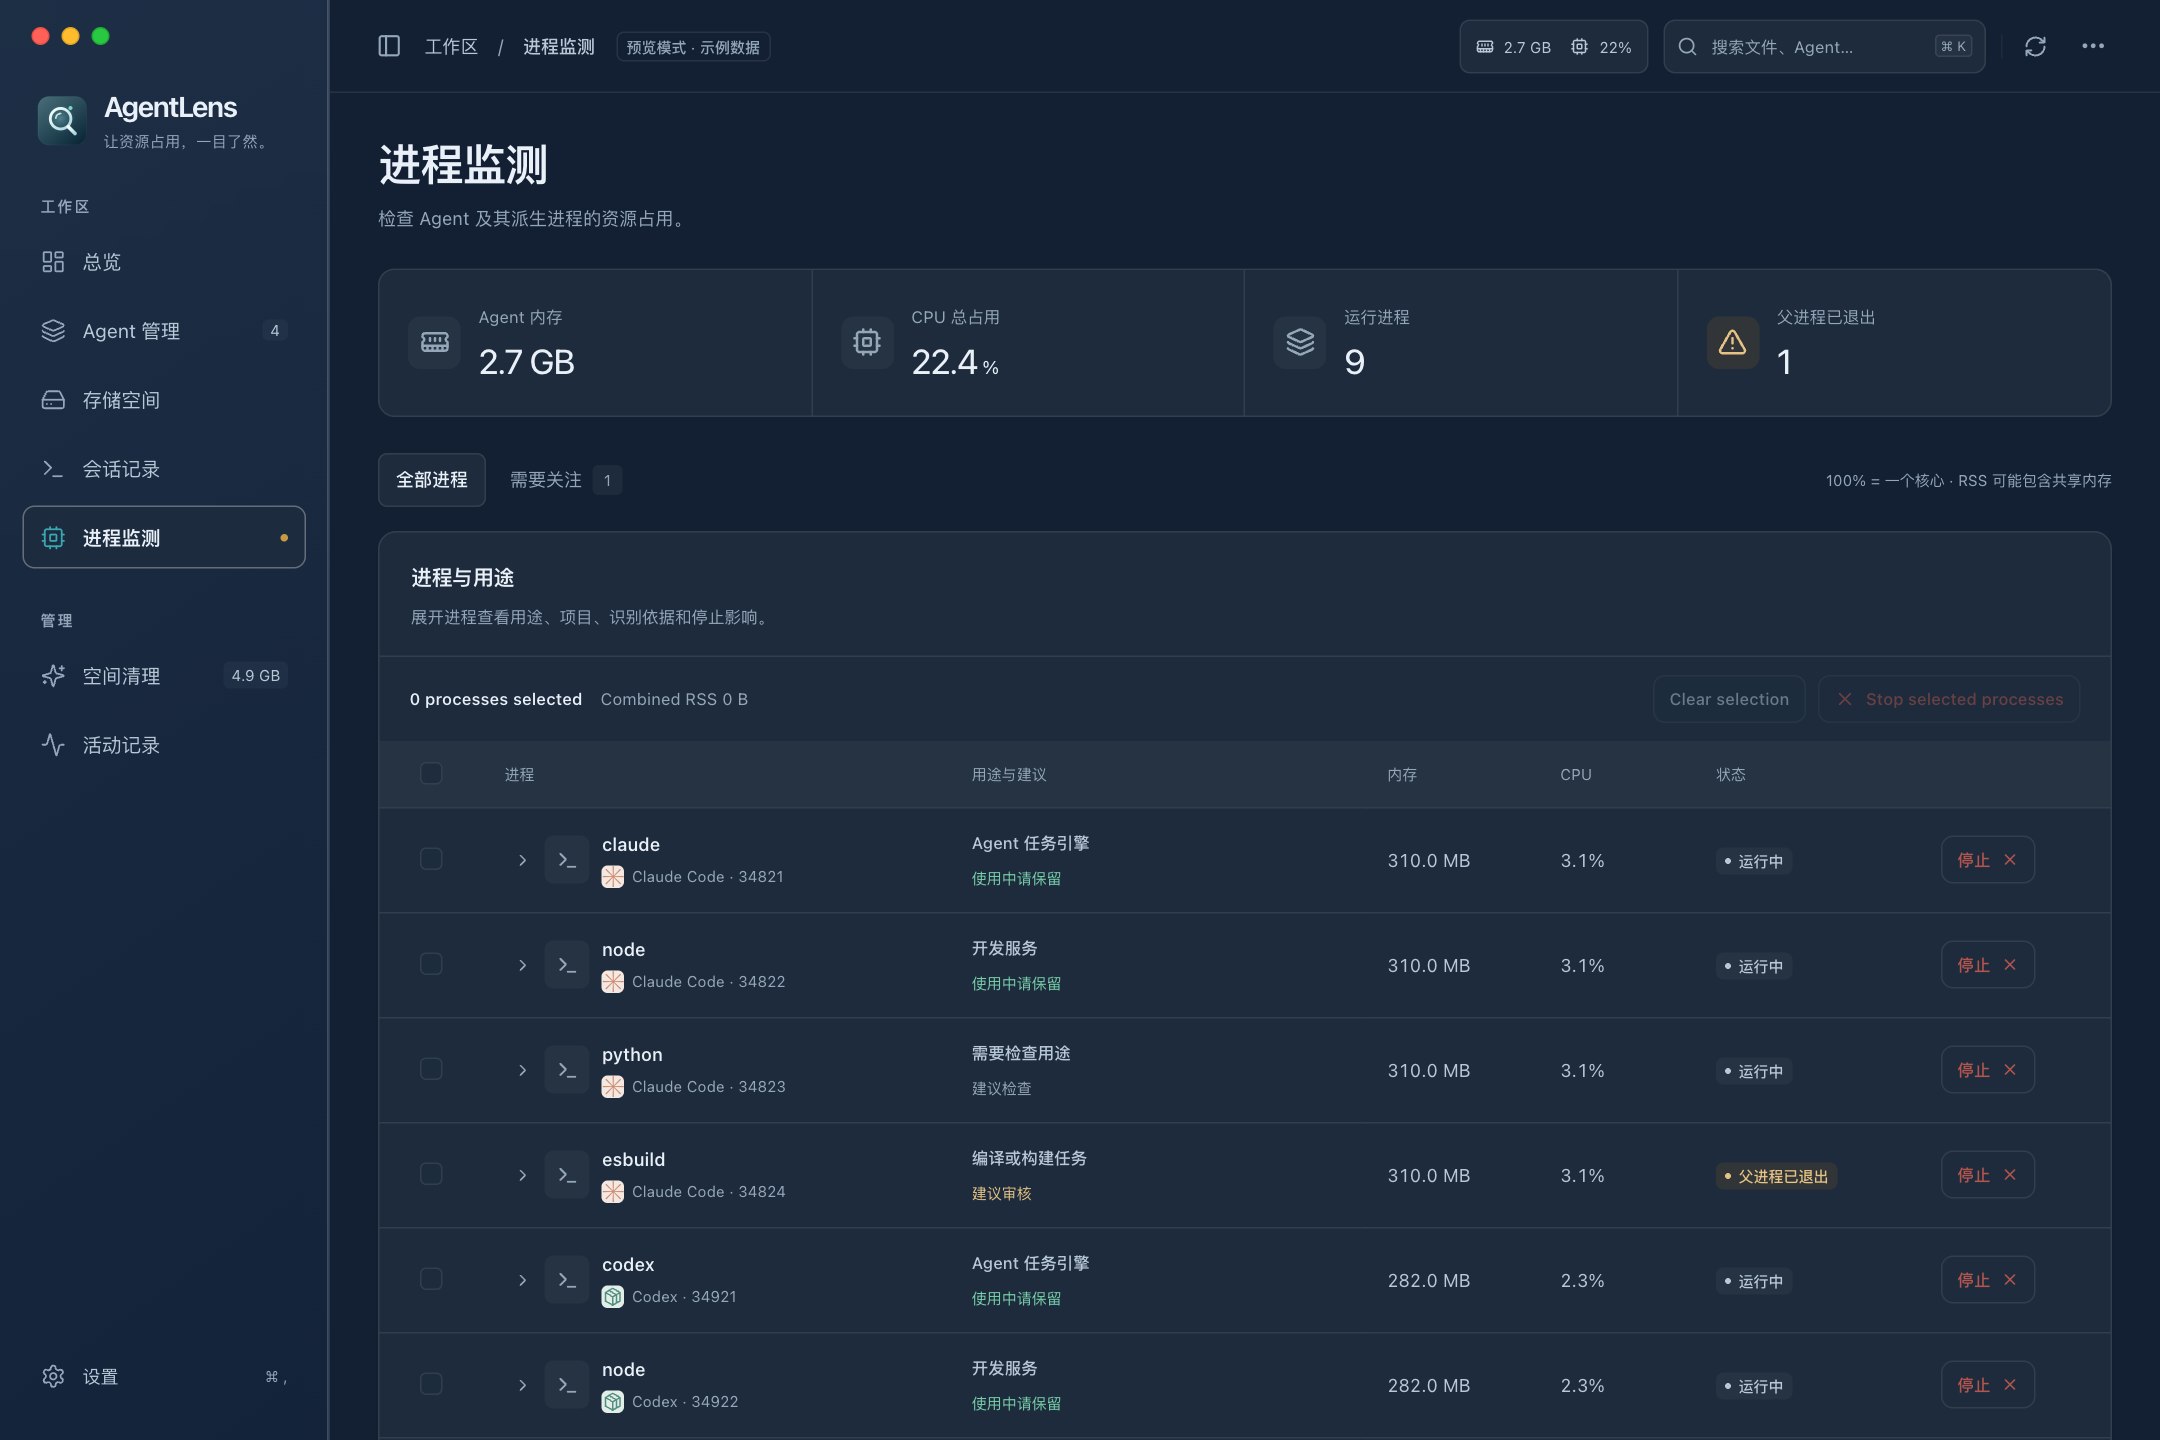 AgentLens
让资源占用，一目了然。
工作区
总览
Agent 管理 4
存储空间
会话记录
进程监测
管理
空间清理 4.9 GB
活动记录
设置 ⌘ ,
工作区 / 进程监测 预览模式 · 示例数据
2.7 GB 22% 搜索文件、Agent... ⌘ K
进程监测
检查 Agent 及其派生进程的资源占用。
Agent 内存
2.7 GB
CPU 总占用
22.4 %
运行进程
9
父进程已退出
1
全部进程 需要关注 1 100% = 一个核心 · RSS 可能包含共享内存
进程与用途
展开进程查看用途、项目、识别依据和停止影响。
0 processes selected Combined RSS 0 B Clear selection Stop selected processes
进程 用途与建议 内存 CPU 状态
claude
Claude Code · 34821
Agent 任务引擎
使用中请保留
310.0 MB 3.1% 运行中 停止
node
Claude Code · 34822
开发服务
使用中请保留
310.0 MB 3.1% 运行中 停止
python
Claude Code · 34823
需要检查用途
建议检查
310.0 MB 3.1% 运行中 停止
esbuild
Claude Code · 34824
编译或构建任务
建议审核
310.0 MB 3.1% 父进程已退出 停止
codex
Codex · 34921
Agent 任务引擎
使用中请保留
282.0 MB 2.3% 运行中 停止
node
Codex · 34922
开发服务
使用中请保留
282.0 MB 2.3% 运行中 停止